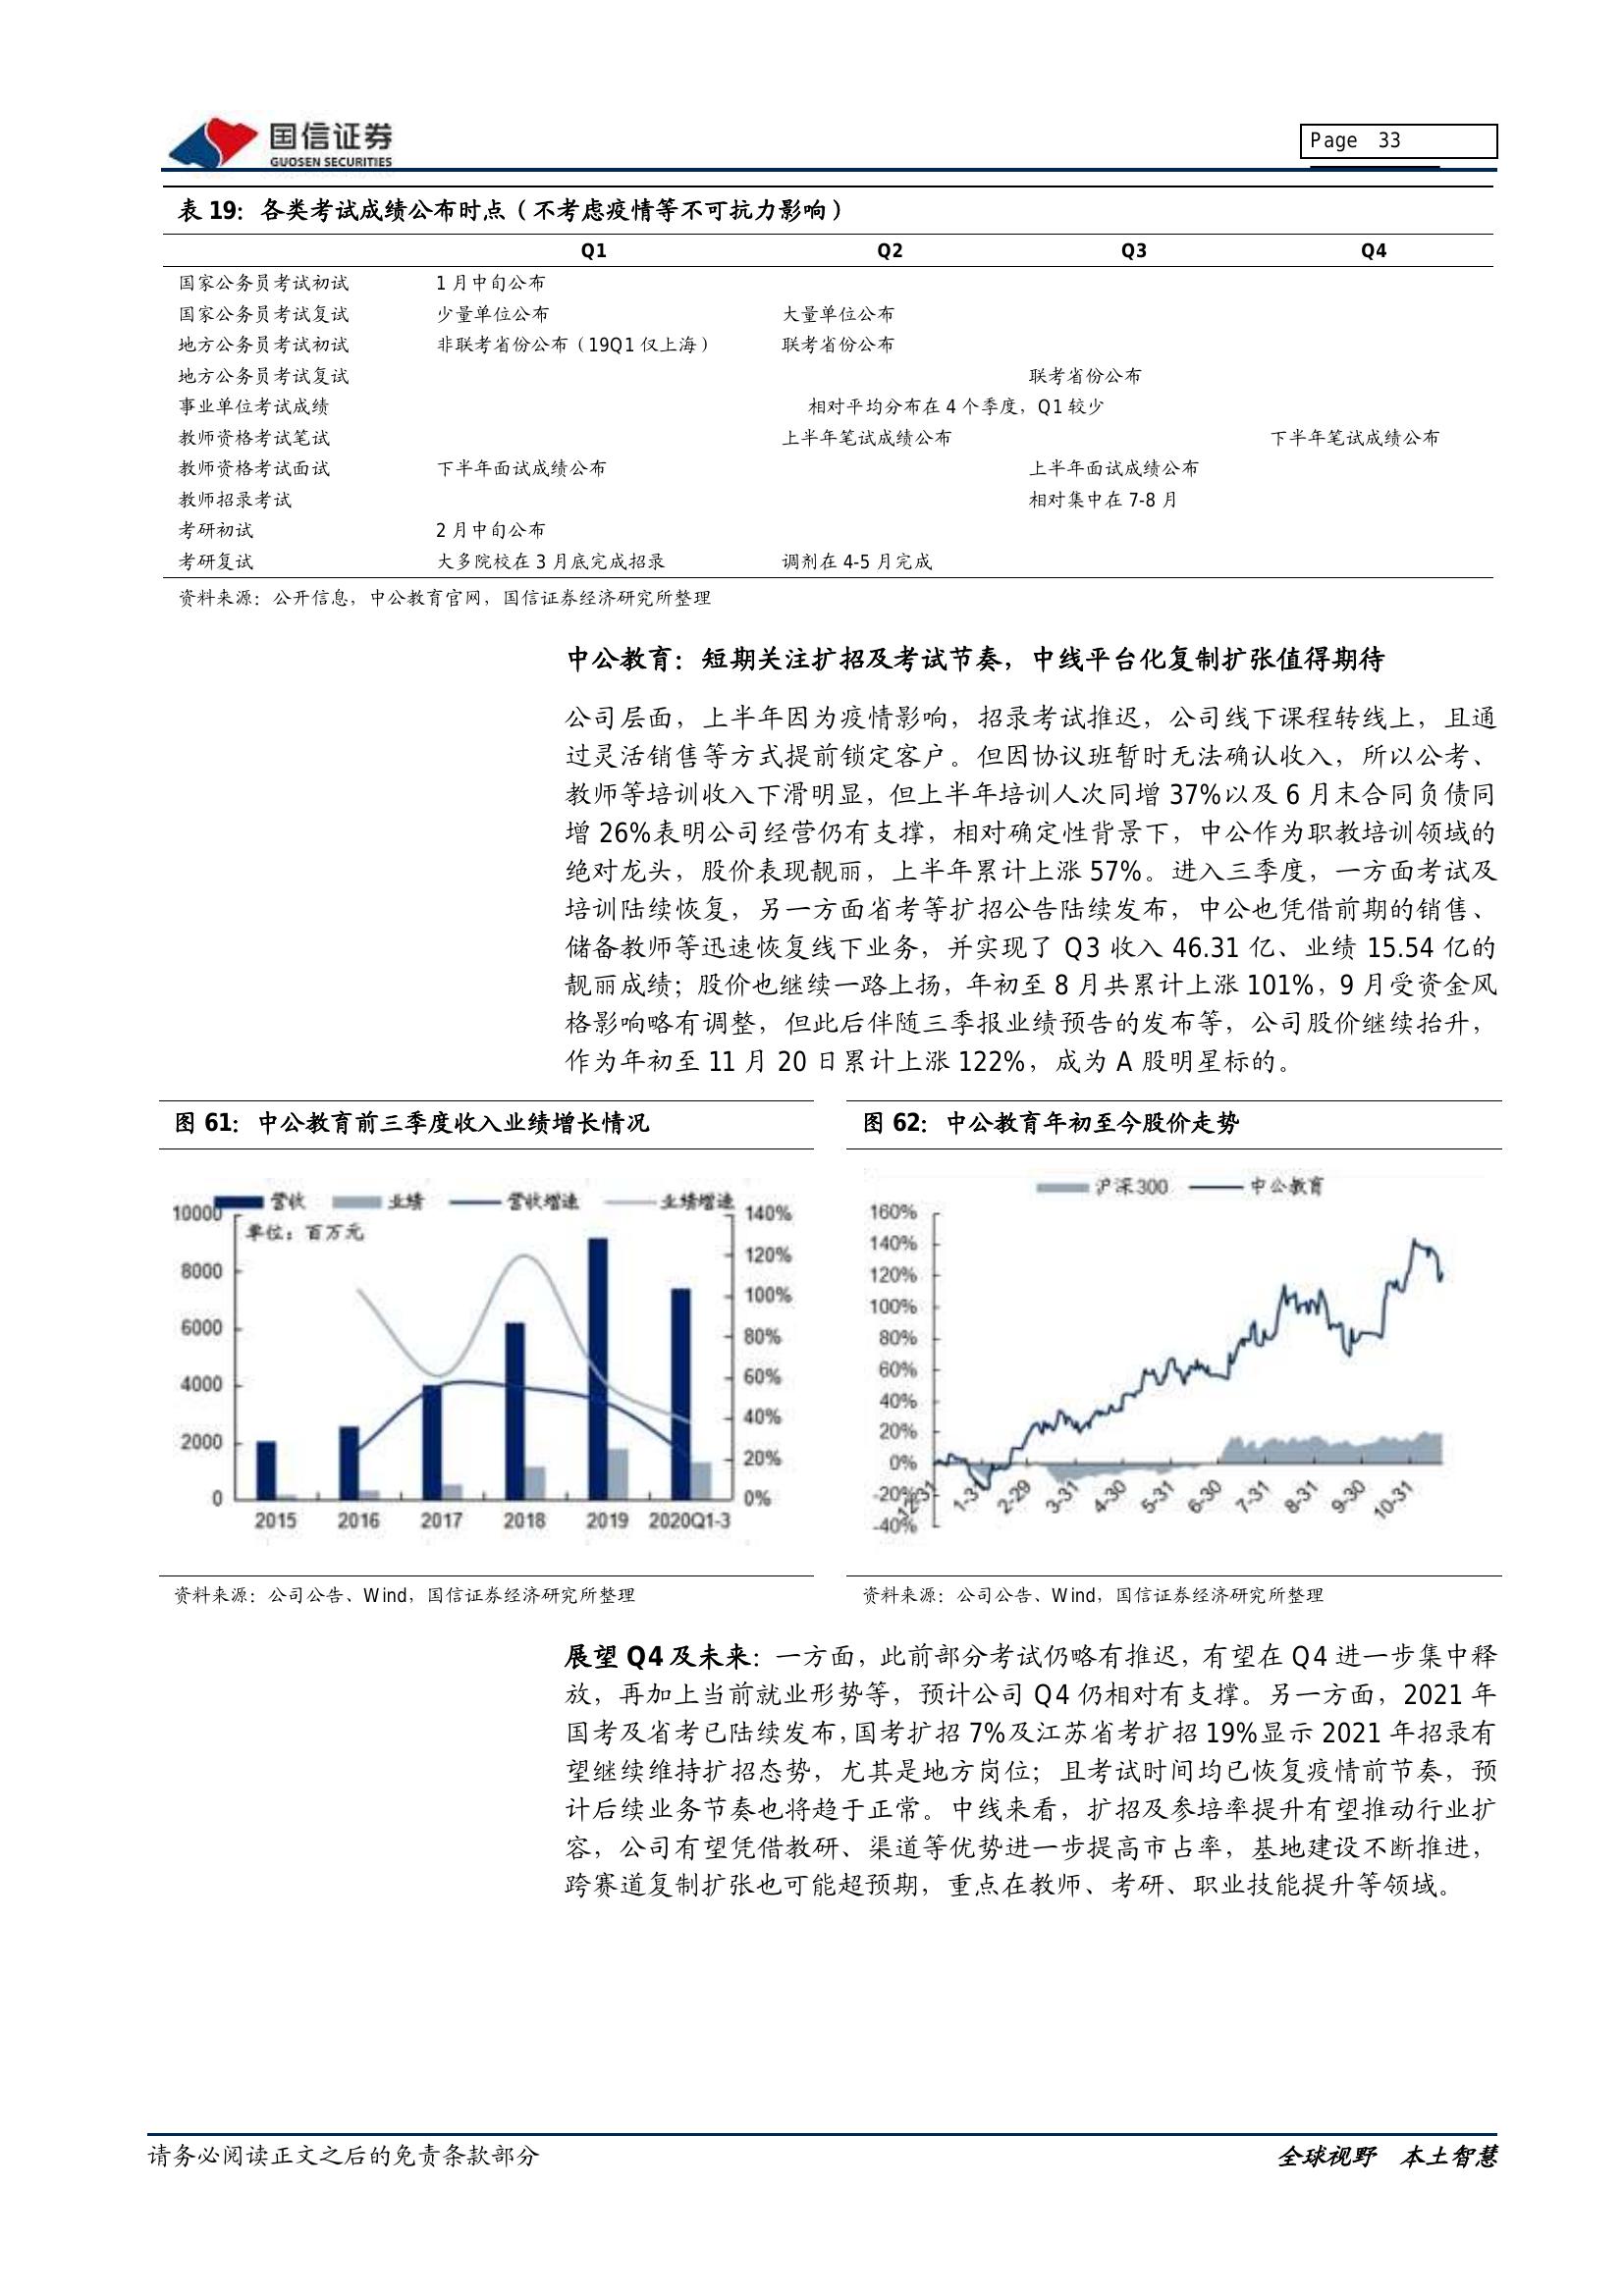 国信证券
GUOSEN SECURITIES
Page 33
表 19：各类考试成绩公布时点（不考虑疫情等不可抗力影响）
Q1 Q2 Q3 Q4
国家公务员考试初试 1 月中旬公布
国家公务员考试复试 少量单位公布 大量单位公布
地方公务员考试初试 非联考省份公布（19Q1 仅上海） 联考省份公布
地方公务员考试复试 联考省份公布
事业单位考试成绩 相对平均分布在 4 个季度，Q1 较少
教师资格考试笔试 上半年笔试成绩公布 下半年笔试成绩公布
教师资格考试面试 下半年面试成绩公布 上半年面试成绩公布
教师招录考试 相对集中在 7-8 月
考研初试 2 月中旬公布
考研复试 大多院校在 3 月底完成招录 调剂在 4-5 月完成
资料来源：公开信息，中公教育官网，国信证券经济研究所整理
中公教育：短期关注扩招及考试节奏，中线平台化复制扩张值得期待
公司层面，上半年因为疫情影响，招录考试推迟，公司线下课程转线上，且通
过灵活销售等方式提前锁定客户。但因协议班暂时无法确认收入，所以公考、
教师等培训收入下滑明显，但上半年培训人次同增 37%以及 6 月末合同负债同
增 26%表明公司经营仍有支撑，相对确定性背景下，中公作为职教培训领域的
绝对龙头，股价表现靓丽，上半年累计上涨 57%。进入三季度，一方面考试及
培训陆续恢复，另一方面省考等扩招公告陆续发布，中公也凭借前期的销售、
储备教师等迅速恢复线下业务，并实现了 Q3 收入 46.31 亿、业绩 15.54 亿的
靓丽成绩；股价也继续一路上扬，年初至 8 月共累计上涨 101%，9 月受资金风
格影响略有调整，但此后伴随三季报业绩预告的发布等，公司股价继续抬升，
作为年初至 11 月 20 日累计上涨 122%，成为 A 股明星标的。
图 61：中公教育前三季度收入业绩增长情况
营收 业绩 营收增速 业绩增速
单位：百万元
10000
8000
6000
4000
2000
0
140%
120%
100%
80%
60%
40%
20%
0%
2015 2016 2017 2018 2019 2020Q1-3
资料来源：公司公告、Wind，国信证券经济研究所整理
图 62：中公教育年初至今股价走势
沪深300 中公教育
160%
140%
120%
100%
80%
60%
40%
20%
0%
-20%
-40%
12-31 1-31 2-29 3-31 4-30 5-31 6-30 7-31 8-31 9-30 10-31
资料来源：公司公告、Wind，国信证券经济研究所整理
展望 Q4 及未来：一方面，此前部分考试仍略有推迟，有望在 Q4 进一步集中释
放，再加上当前就业形势等，预计公司 Q4 仍相对有支撑。另一方面，2021 年
国考及省考已陆续发布，国考扩招 7%及江苏省考扩招 19%显示 2021 年招录有
望继续维持扩招态势，尤其是地方岗位；且考试时间均已恢复疫情前节奏，预
计后续业务节奏也将趋于正常。中线来看，扩招及参培率提升有望推动行业扩
容，公司有望凭借教研、渠道等优势进一步提高市占率，基地建设不断推进，
跨赛道复制扩张也可能超预期，重点在教师、考研、职业技能提升等领域。
请务必阅读正文之后的免责条款部分
全球视野 本土智慧